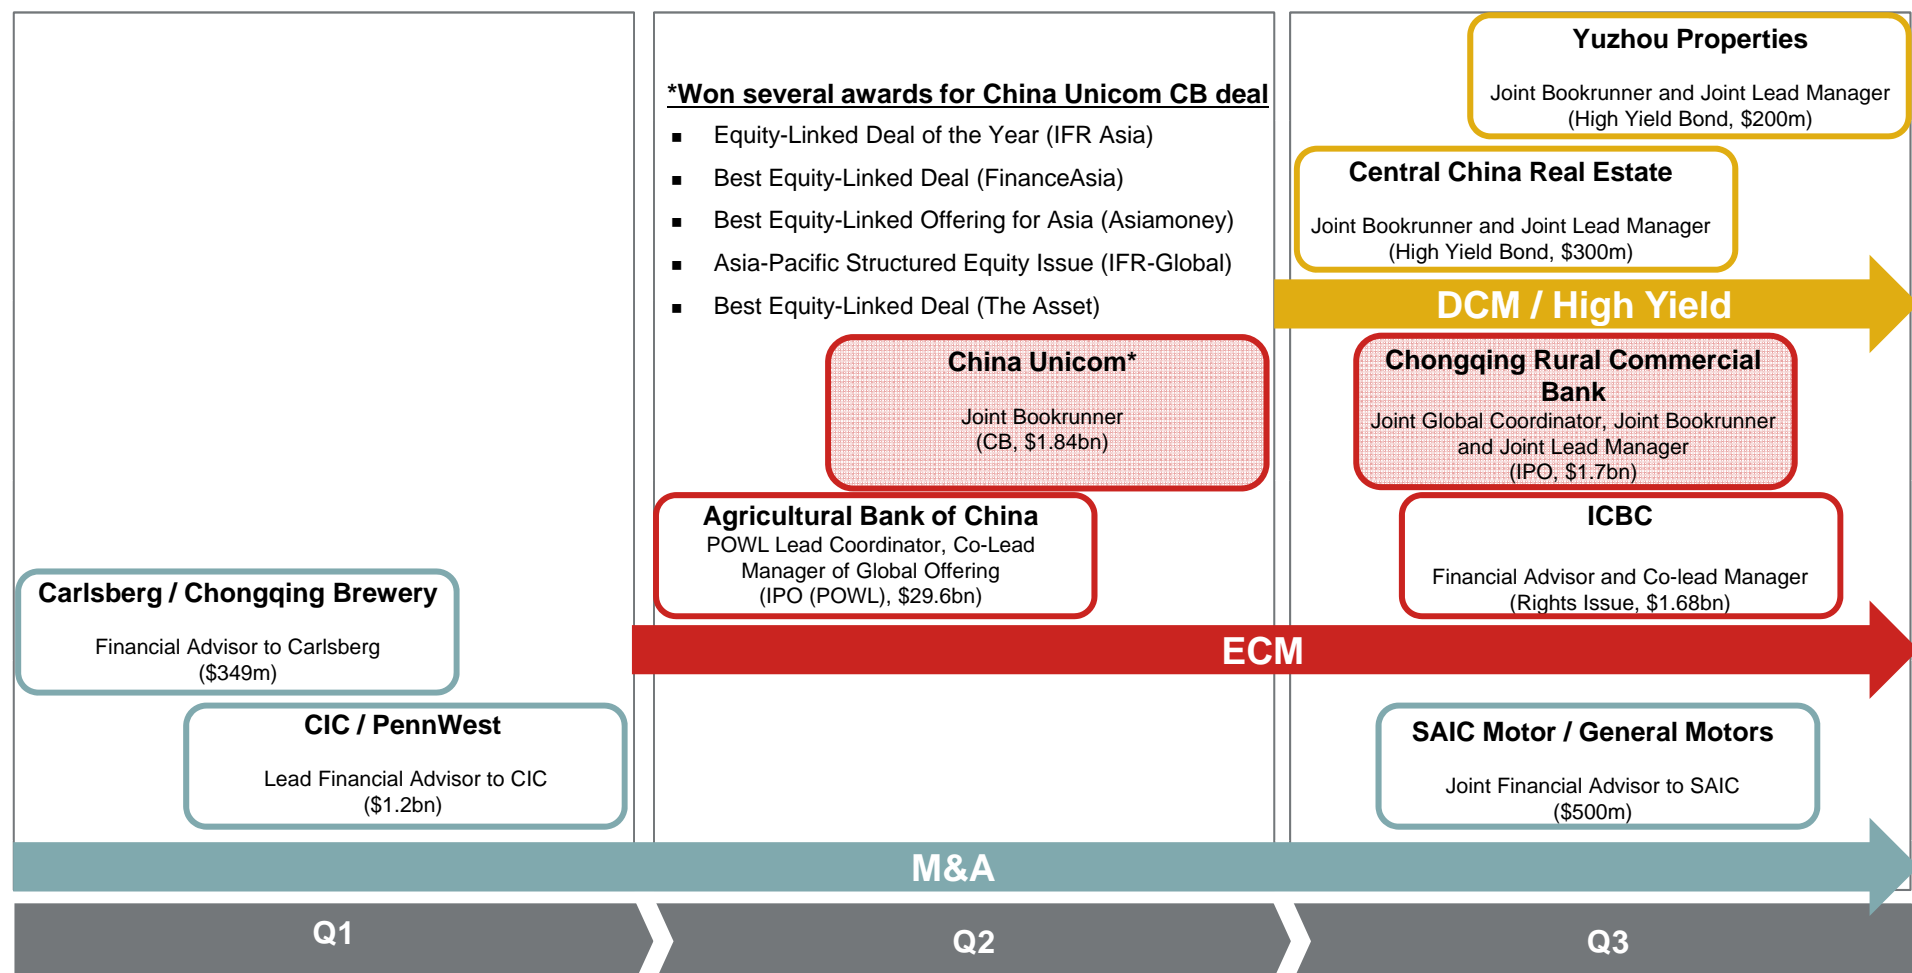 *Won several awards for China Unicom CB deal
▪ Equity-Linked Deal of the Year (IFR Asia)
▪ Best Equity-Linked Deal (FinanceAsia)
▪ Best Equity-Linked Offering for Asia (Asiamoney)
▪ Asia-Pacific Structured Equity Issue (IFR-Global)
▪ Best Equity-Linked Deal (The Asset)
Yuzhou Properties
Joint Bookrunner and Joint Lead Manager
(High Yield Bond, $200m)
Central China Real Estate
Joint Bookrunner and Joint Lead Manager
(High Yield Bond, $300m)
DCM / High Yield
China Unicom*
Joint Bookrunner
(CB, $1.84bn)
Chongqing Rural Commercial
Bank
Joint Global Coordinator, Joint Bookrunner
and Joint Lead Manager
(IPO, $1.7bn)
Agricultural Bank of China
POWL Lead Coordinator, Co-Lead
Manager of Global Offering
(IPO (POWL), $29.6bn)
ICBC
Financial Advisor and Co-lead Manager
(Rights Issue, $1.68bn)
Carlsberg / Chongqing Brewery
Financial Advisor to Carlsberg
($349m)
ECM
CIC / PennWest
Lead Financial Advisor to CIC
($1.2bn)
SAIC Motor / General Motors
Joint Financial Advisor to SAIC
($500m)
M&A
Q1
Q2
Q3